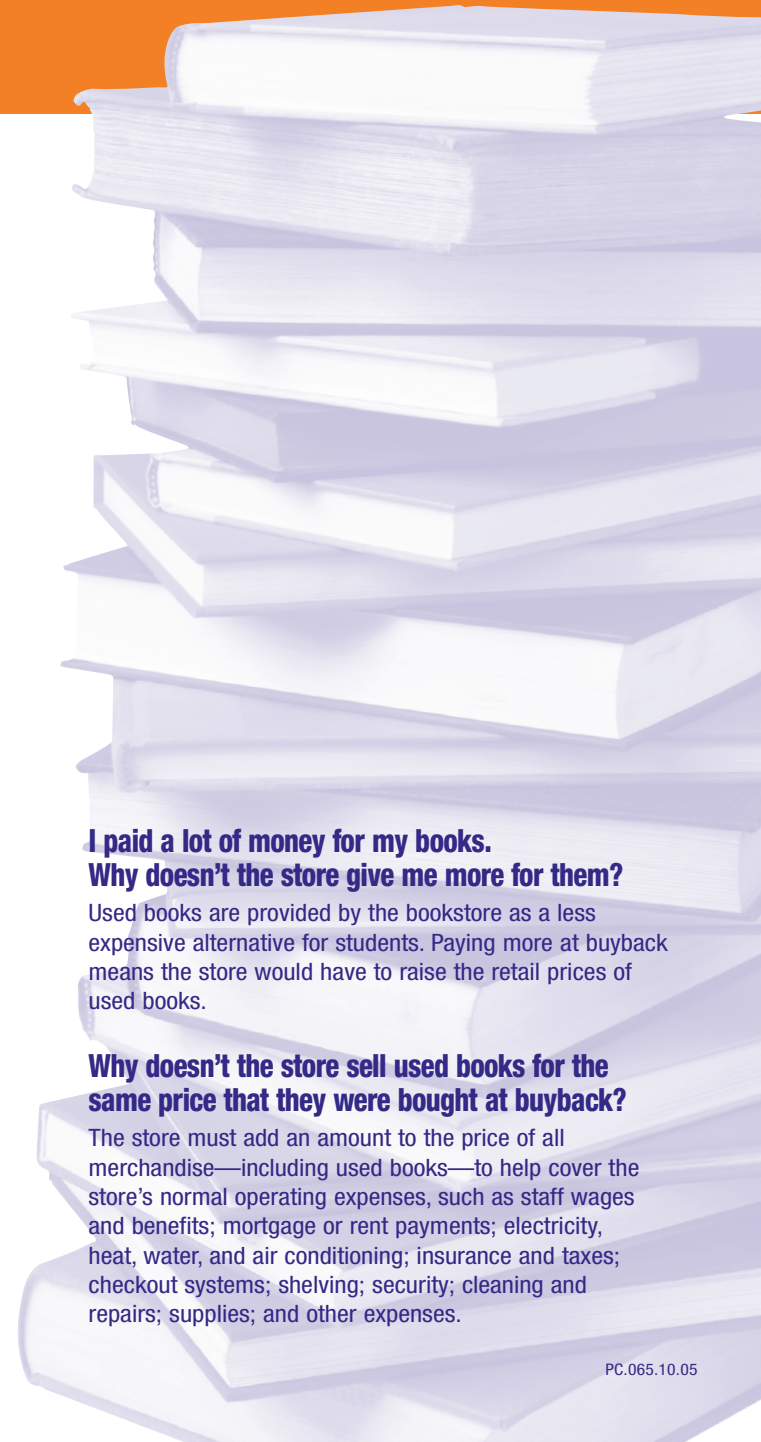 I paid a lot of money for my books.
Why doesn’t the store give me more for them?
Used books are provided by the bookstore as a less
expensive alternative for students. Paying more at buyback
means the store would have to raise the retail prices of
used books.
Why doesn’t the store sell used books for the
same price that they were bought at buyback?
The store must add an amount to the price of all
merchandise—including used books—to help cover the
store’s normal operating expenses, such as staff wages
and benefits; mortgage or rent payments; electricity,
heat, water, and air conditioning; insurance and taxes;
checkout systems; shelving; security; cleaning and
repairs; supplies; and other expenses.
PC.065.10.05